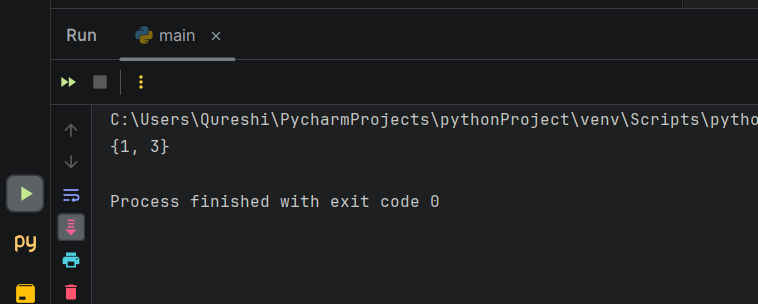 Run main
C:\Users\Qureshi\PycharmProjects\pythonProject\venv\Scripts\pytho
{1, 3}
Process finished with exit code 0
py